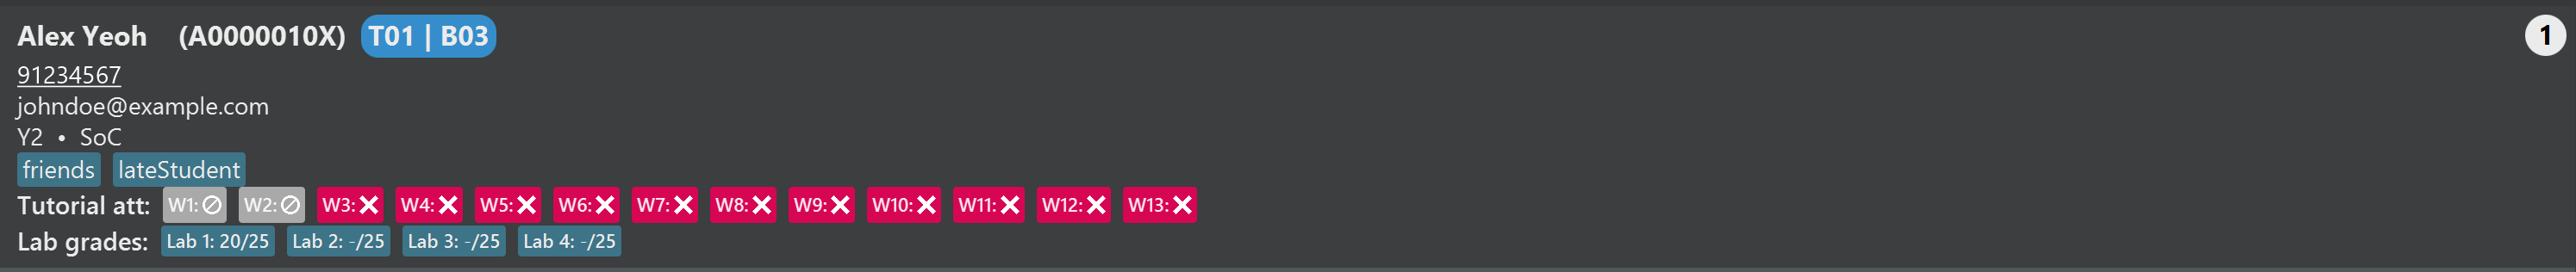 Alex Yeoh (A0000010X) T01 | B03 1
91234567
johndoe@example.com
Y2 • SoC
friends lateStudent
Tutorial att: W1: W2: W3: W4: W5: W6: W7: W8: W9: W10: W11: W12: W13:
Lab grades: Lab 1: 20/25 Lab 2: -/25 Lab 3: -/25 Lab 4: -/25